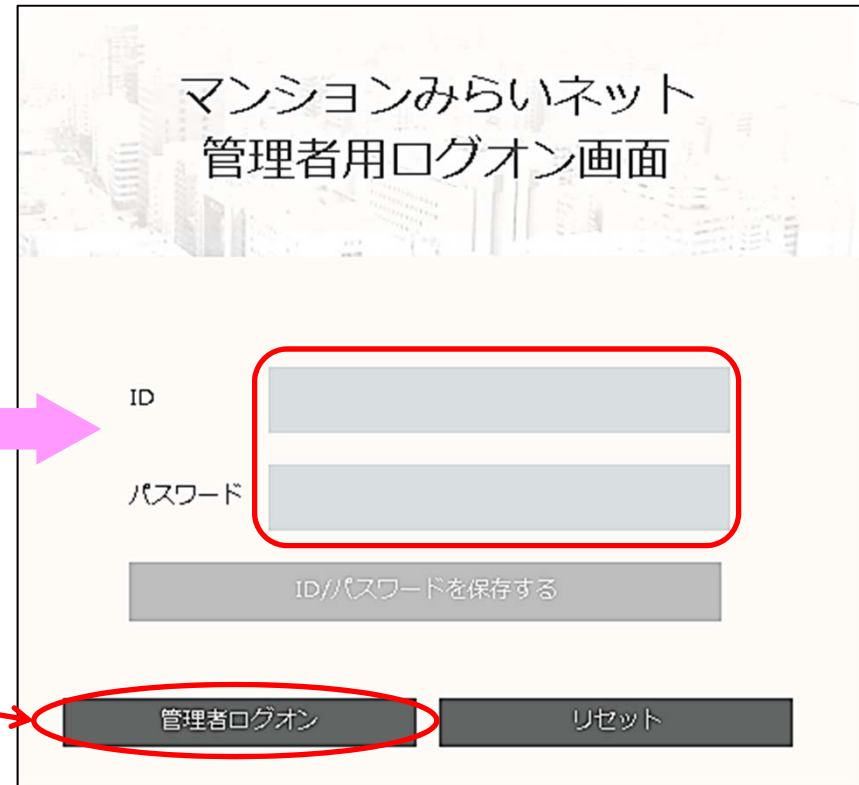 マンションみらいネット
管理者用ログオン画面
ID
パスワード
ID/パスワードを保存する
管理者ログオン
リセット